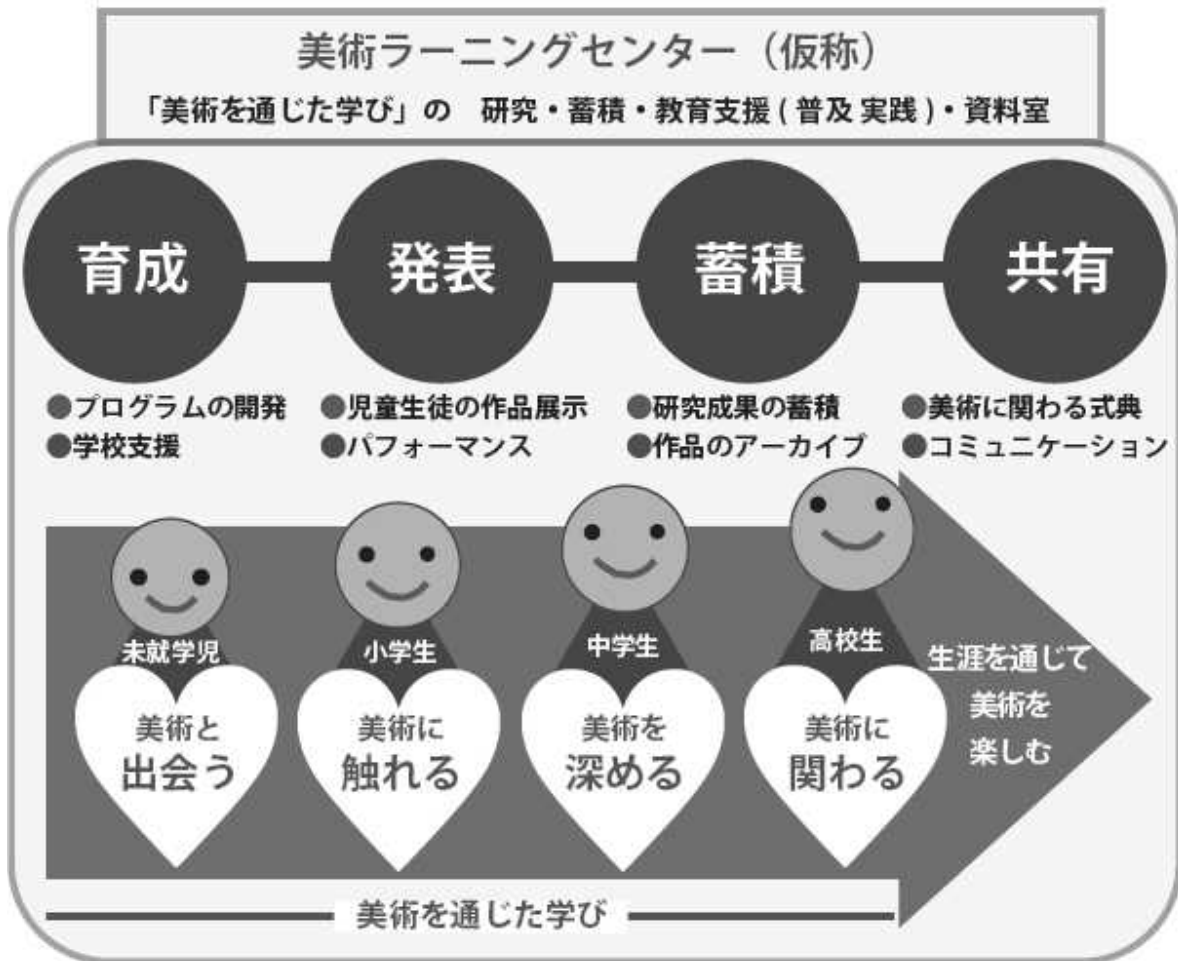 美術ラーニングセンター（仮称）
「美術を通じた学び」の　研究・蓄積・教育支援 ( 普及 実践 )・資料室
育成
発表
蓄積
共有
●プログラムの開発
●学校支援
●児童生徒の作品展示
●パフォーマンス
●研究成果の蓄積
●作品のアーカイブ
●美術に関わる式典
●コミュニケーション
未就学児
美術と
出会う
小学生
美術に
触れる
中学生
美術を
深める
高校生
美術に
関わる
生涯を通じて
美術を
楽しむ
美術を通じた学び